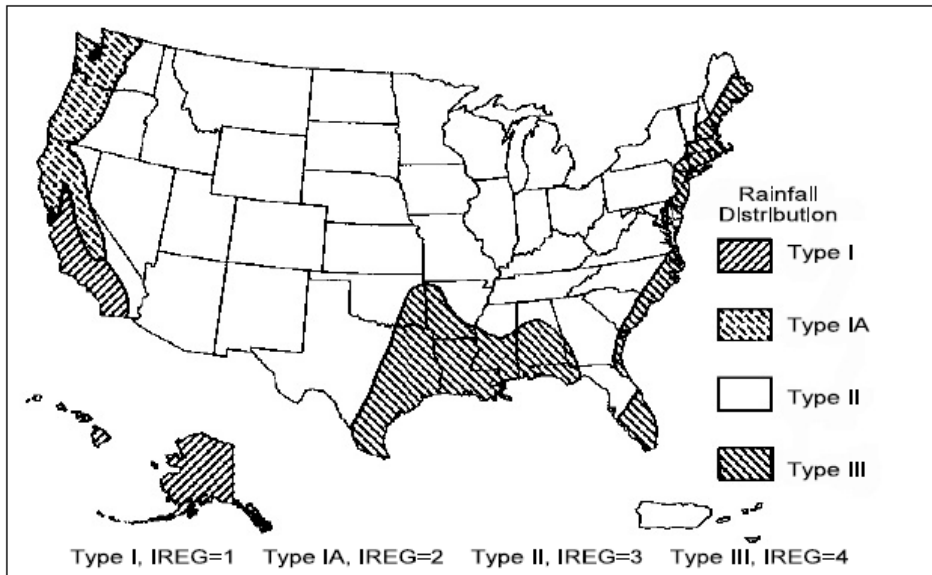 Rainfall
Distribution
Type I
Type IA
Type II
Type III
Type I, IREG=1 Type IA, IREG=2 Type II, IREG=3 Type III, IREG=4